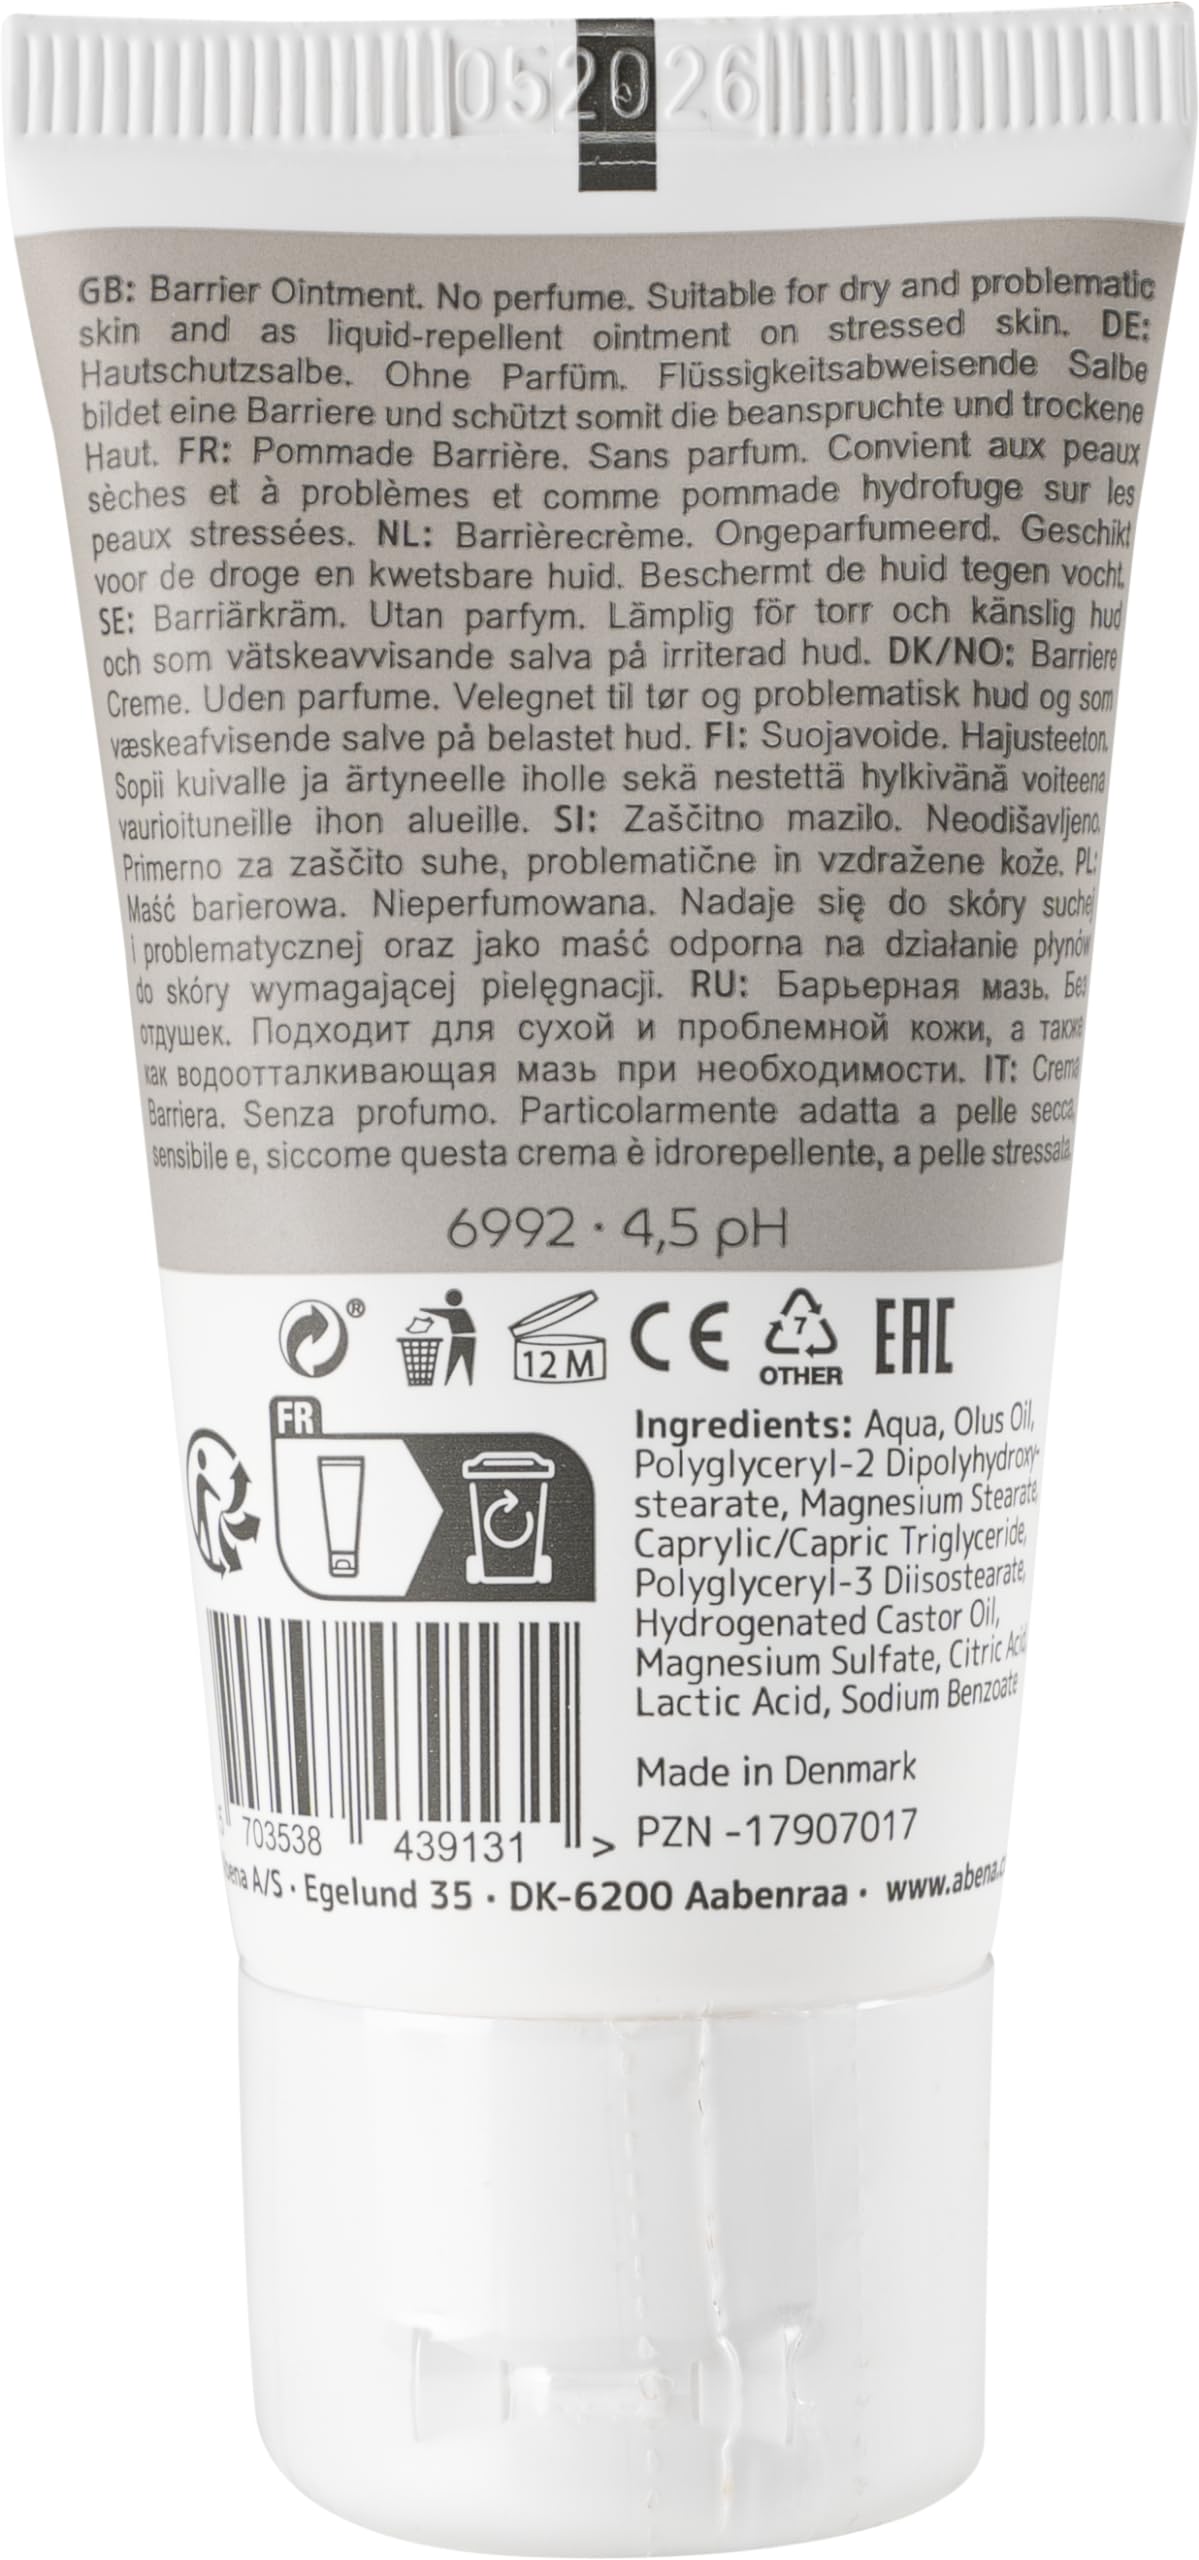 052026
GB: Barrier Ointment. No perfume. Suitable for dry and problematic
skin and as liquid-repellent ointment on stressed skin. DE:
Hautschutzsalbe. Ohne Parfüm. Flüssigkeitsabweisende Salbe
bildet eine Barriere und schützt somit die beanspruchte und trockene
Haut. FR: Pommade Barrière. Sans parfum. Convient aux peaux
sèches et à problèmes et comme pommade hydrofuge sur les
peaux stressées. NL: Barrièrecrème. Ongeparfumeerd. Geschikt
voor de droge en kwetsbare huid. Beschermt de huid tegen vocht.
SE: Barriärkräm. Utan parfym. Lämplig för torr och känslig hud
och som vätskeavvisande salva på irriterad hud. DK/NO: Barriere
Creme. Uden parfume. Velegnet til tør og problematisk hud og som
væskeafvisende salve på belastet hud. FI: Suojavoide. Hajusteeton.
Sopii kuivalle ja ärtyneelle iholle sekä nestettä hylkivänä voiteena
vaurioituneille ihon alueille. SI: Zaščitno mazilo. Neodišavljeno.
Primerno za zaščito suhe, problematične in vzdražene kože. PL:
Maść barierowa. Nieperfumowana. Nadaje się do skóry suchej
i problematycznej oraz jako maść odporna na działanie płynów
do skóry wymagającej pielęgnacji. RU: Барьерная мазь. Без
отдушек. Подходит для сухой и проблемной кожи, а также
как водоотталкивающая мазь при необходимости. IT: Crema
Barriera. Senza profumo. Particolarmente adatta a pelle secca,
sensibile e, siccome questa crema è idrorepellente, a pelle stressata.
6992 · 4,5 pH
®
12 M
CE
7
OTHER
EAC
FR
Ingredients: Aqua, Olus Oil,
Polyglyceryl-2 Dipolyhydroxy-
stearate, Magnesium Stearate,
Caprylic/Capric Triglyceride,
Polyglyceryl-3 Diisostearate,
Hydrogenated Castor Oil,
Magnesium Sulfate, Citric Acid
Lactic Acid, Sodium Benzoate
Made in Denmark
PZN -17907017
5 703538 439131 >
A/S · Egelund 35 · DK-6200 Aabenraa · www.abena.c